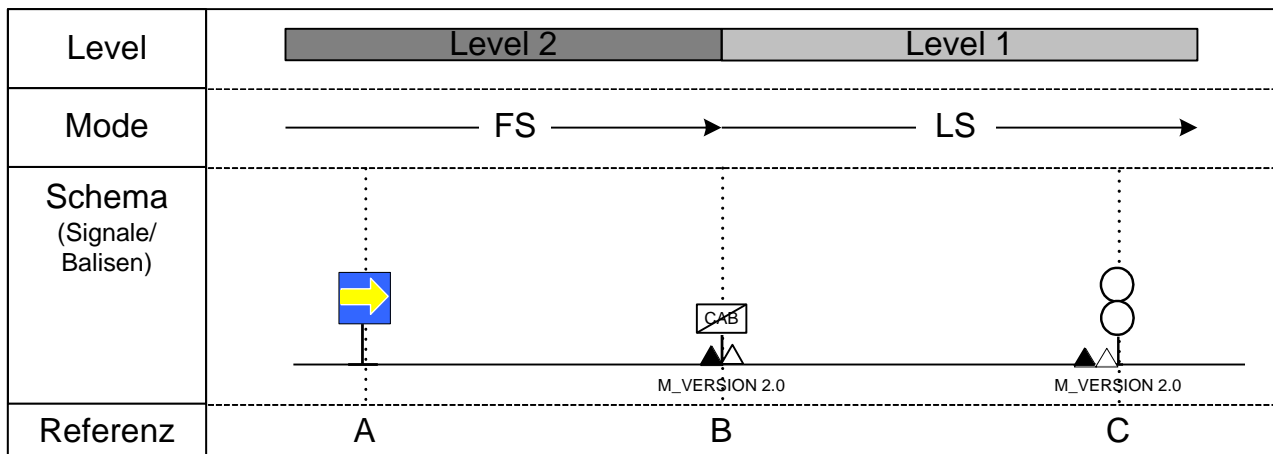 Level
Level 2
Level 1
Mode
FS
LS
Schema
(Signale/
Balisen)
CAB
M_VERSION 2.0
M_VERSION 2.0
Referenz
A
B
C